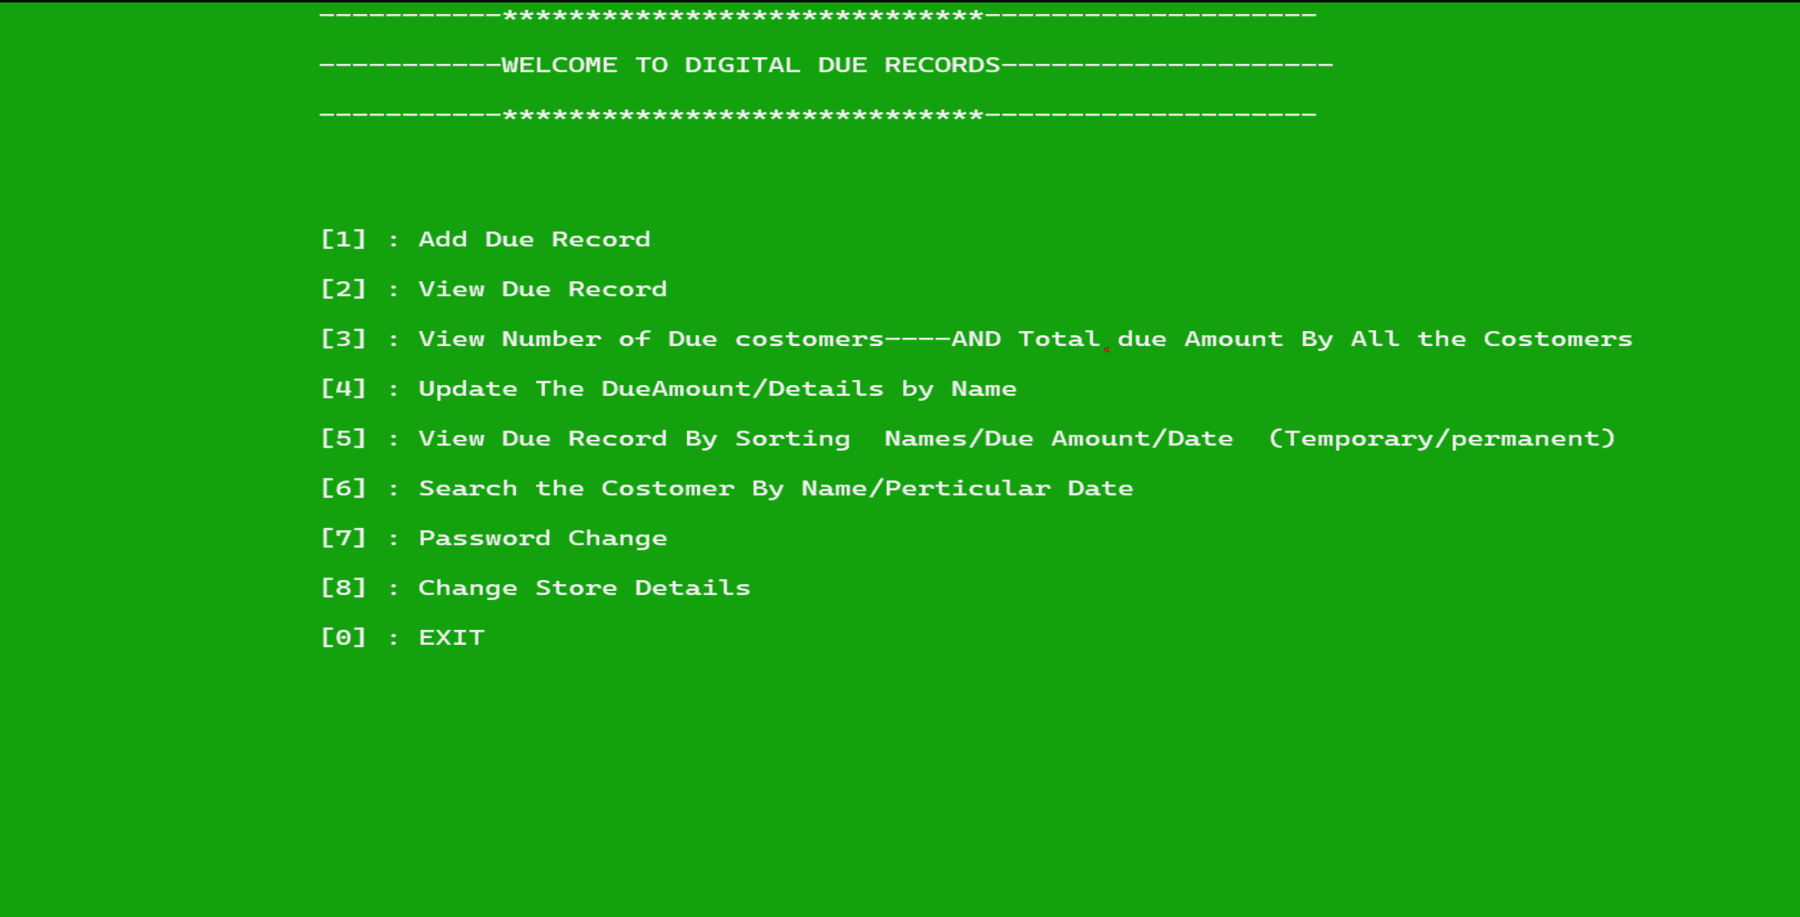 -----------*****************************--------------------
-----------WELCOME TO DIGITAL DUE RECORDS--------------------
-----------*****************************--------------------
[1] : Add Due Record
[2] : View Due Record
[3] : View Number of Due costomers----AND Total due Amount By All the Costomers
[4] : Update The DueAmount/Details by Name
[5] : View Due Record By Sorting  Names/Due Amount/Date  (Temporary/permanent)
[6] : Search the Costomer By Name/Perticular Date
[7] : Password Change
[8] : Change Store Details
[0] : EXIT